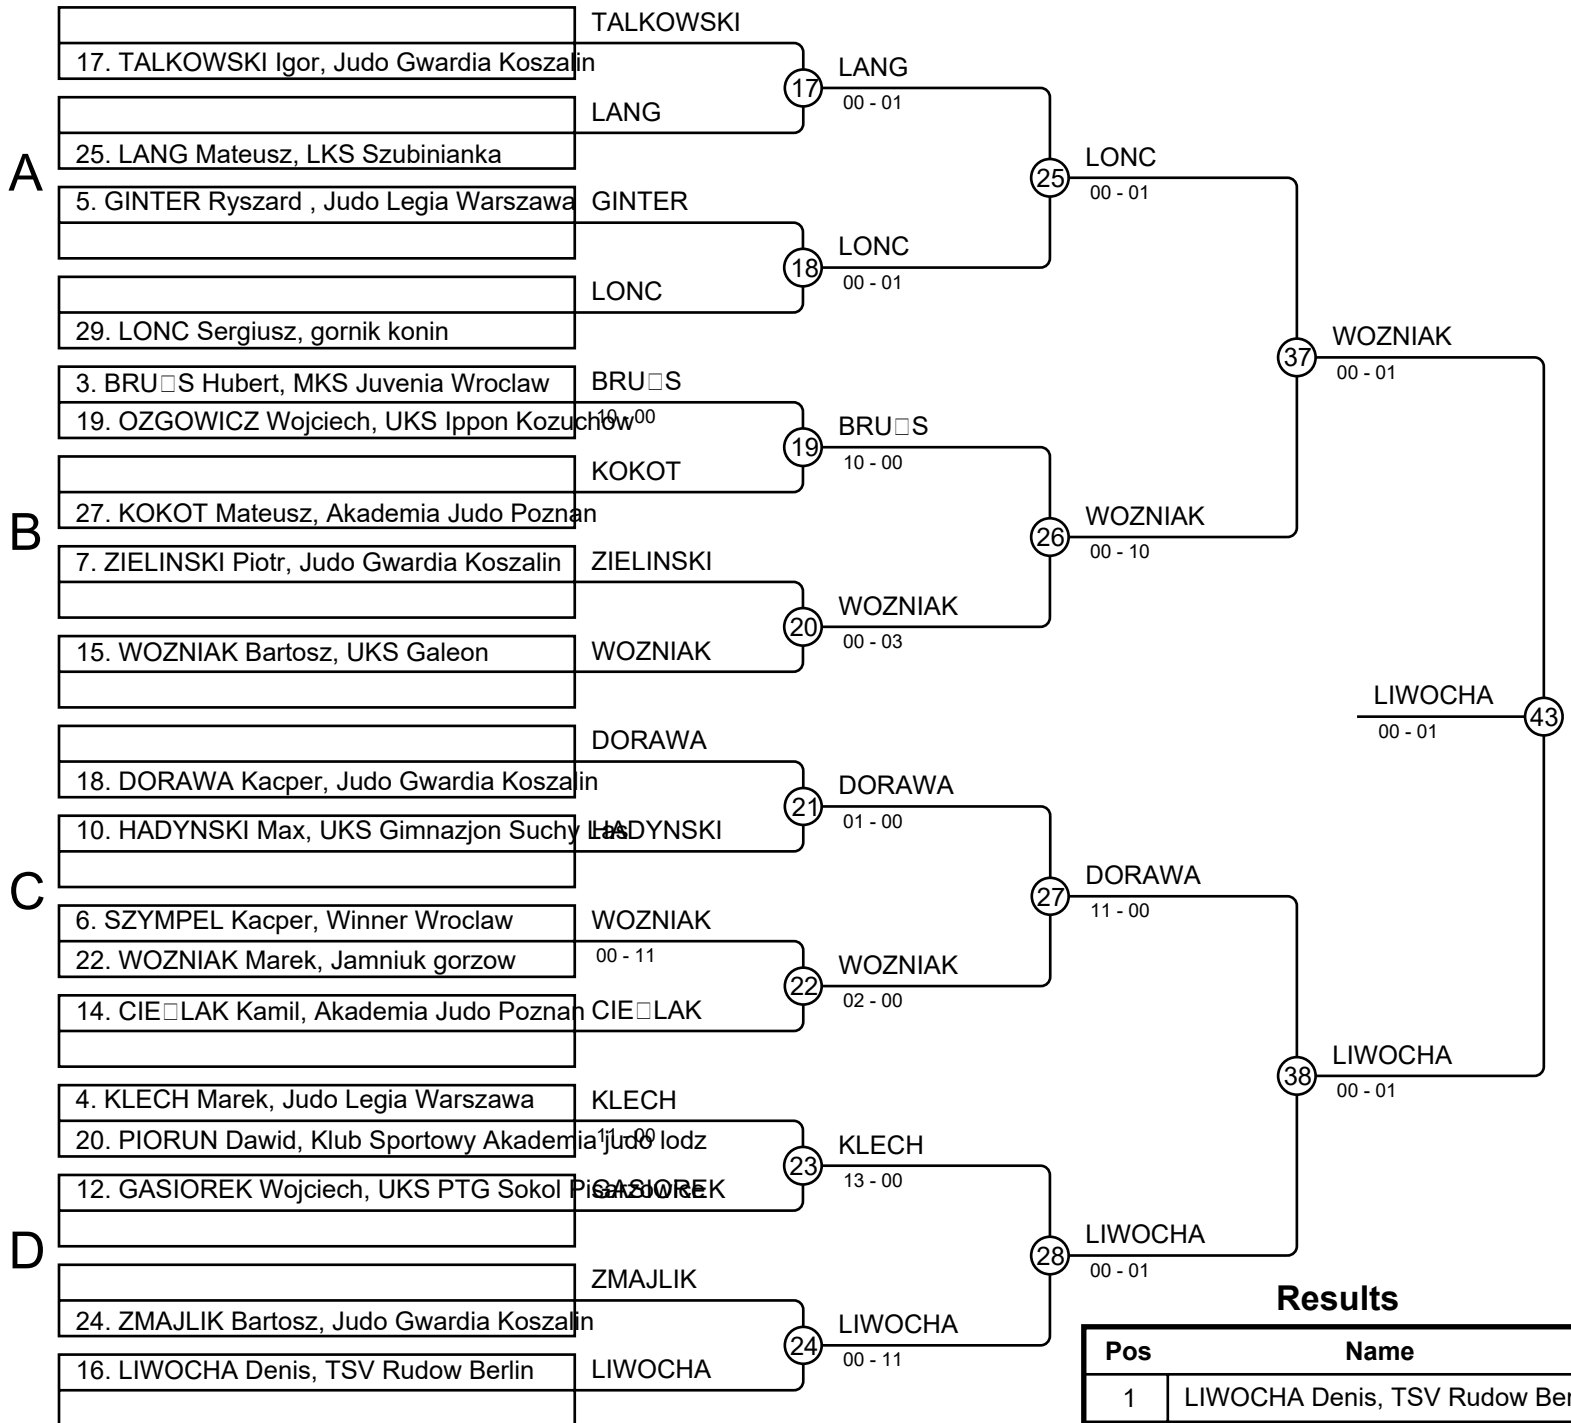 TALKOWSKI
17. TALKOWSKI Igor, Judo Gwardia Koszalin
17
LANG
00 - 01
LANG
25. LANG Mateusz, LKS Szubinianka
A
25
LONC
00 - 01
5. GINTER Ryszard , Judo Legia Warszawa
GINTER
18
LONC
00 - 01
LONC
29. LONC Sergiusz, gornik konin
37
WOZNIAK
00 - 01
3. BRU□S Hubert, MKS Juvenia Wroclaw
BRU□S
10 - 00
19. OZGOWICZ Wojciech, UKS Ippon Kozuchow
19
BRU□S
10 - 00
KOKOT
27. KOKOT Mateusz, Akademia Judo Poznan
B
26
WOZNIAK
00 - 10
7. ZIELINSKI Piotr, Judo Gwardia Koszalin
ZIELINSKI
20
WOZNIAK
00 - 03
15. WOZNIAK Bartosz, UKS Galeon
WOZNIAK
LIWOCHA
00 - 01
43
DORAWA
18. DORAWA Kacper, Judo Gwardia Koszalin
21
DORAWA
01 - 00
10. HADYNSKI Max, UKS Gimnazjon Suchy Las
HADYNSKI
C
27
DORAWA
11 - 00
6. SZYMPEL Kacper, Winner Wroclaw
WOZNIAK
00 - 11
22. WOZNIAK Marek, Jamniuk gorzow
22
WOZNIAK
02 - 00
14. CIE□LAK Kamil, Akademia Judo Poznan
CIE□LAK
38
LIWOCHA
00 - 01
4. KLECH Marek, Judo Legia Warszawa
KLECH
11 - 00
20. PIORUN Dawid, Klub Sportowy Akademia judo lodz
23
KLECH
13 - 00
12. GASIOREK Wojciech, UKS PTG Sokol Pisarzowice
GASIOREK
D
28
LIWOCHA
00 - 01
ZMAJLIK
24. ZMAJLIK Bartosz, Judo Gwardia Koszalin
24
LIWOCHA
00 - 11
16. LIWOCHA Denis, TSV Rudow Berlin
LIWOCHA
Results
Pos Name
1 LIWOCHA Denis, TSV Rudow Ber